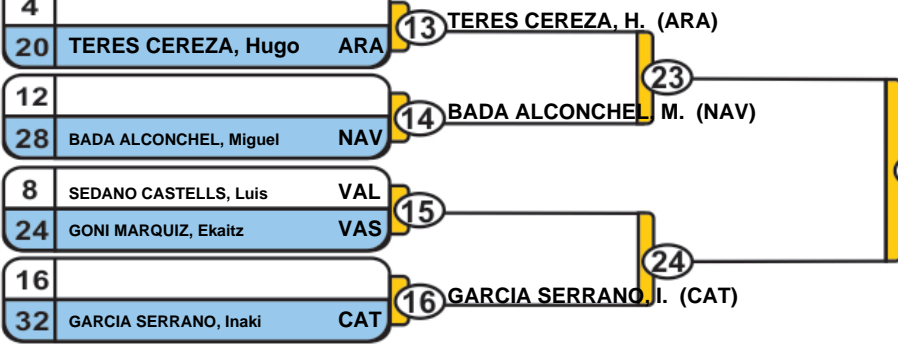 4
20 TERES CEREZA, Hugo ARA
13 TERES CEREZA, H. (ARA)
23
12
28 BADA ALCONCHEL, Miguel NAV
14 BADA ALCONCHEL, M. (NAV)
8 SEDANO CASTELLS, Luis VAL
24 GONI MARQUIZ, Ekaitz VAS
15
24
16
32 GARCIA SERRANO, Inaki CAT
16 GARCIA SERRANO, I. (CAT)